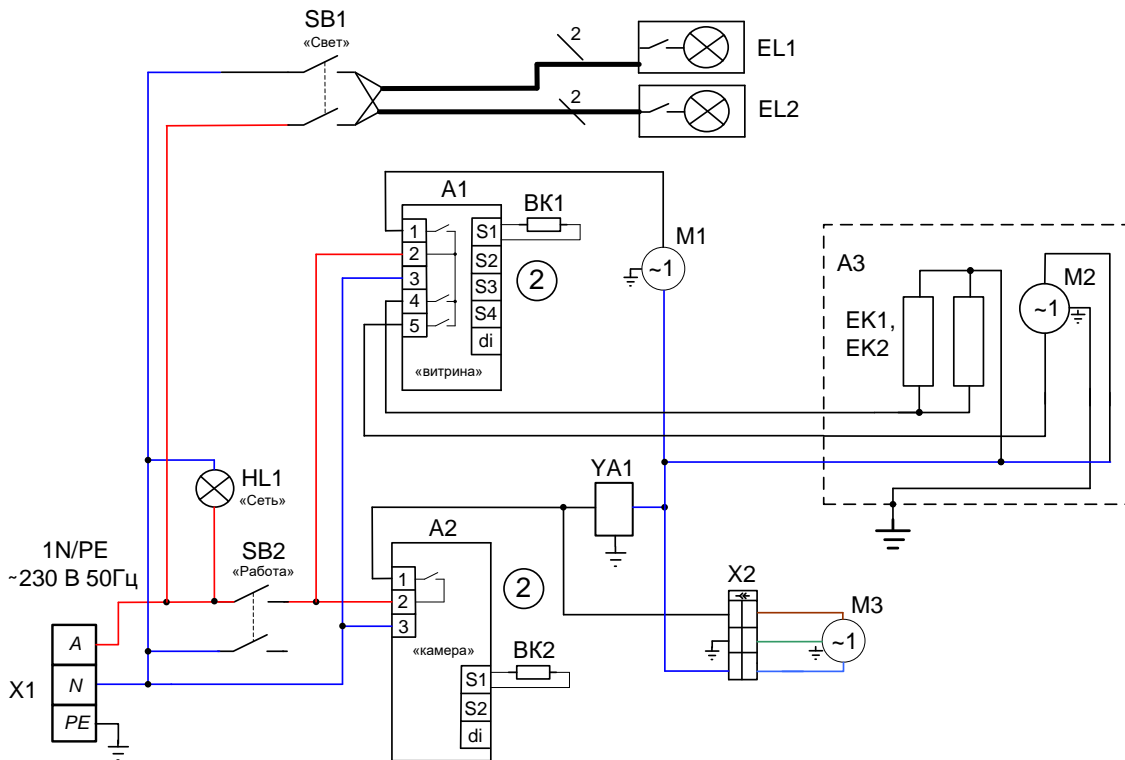 SB1
«Свет»
2
EL1
2
EL2
A1
1
2
3
4
5
S1
S2
S3
S4
di
«витрина»
BK1
2
M1
~1
A3
EK1,
EK2
M2
~1
HL1
«Сеть»
1N/PE
~230 В 50Гц
SB2
«Работа»
YA1
A2
1
2
3
«камера»
S1
S2
di
2
BK2
X2
M3
~1
X1
A
N
PE